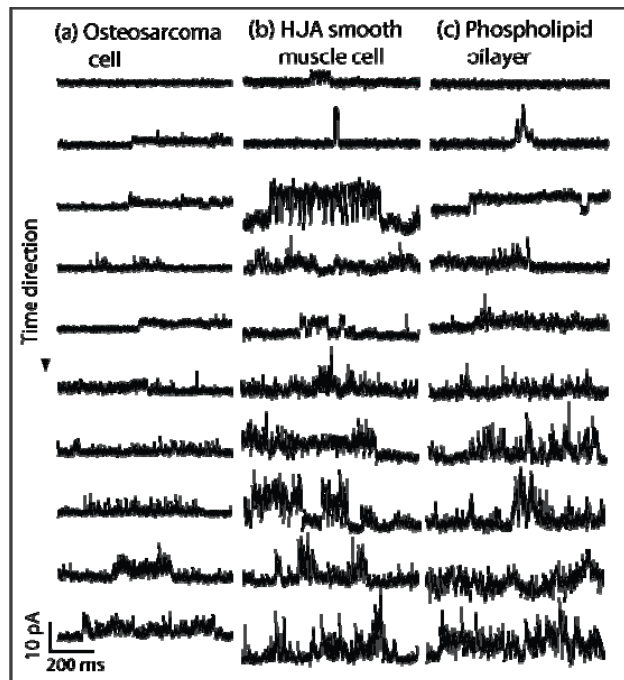 (a) Osteosarcoma
cell
(b) HJA smooth
muscle cell
(c) Phospholipid
bilayer
Time direction
10 pA
200 ms